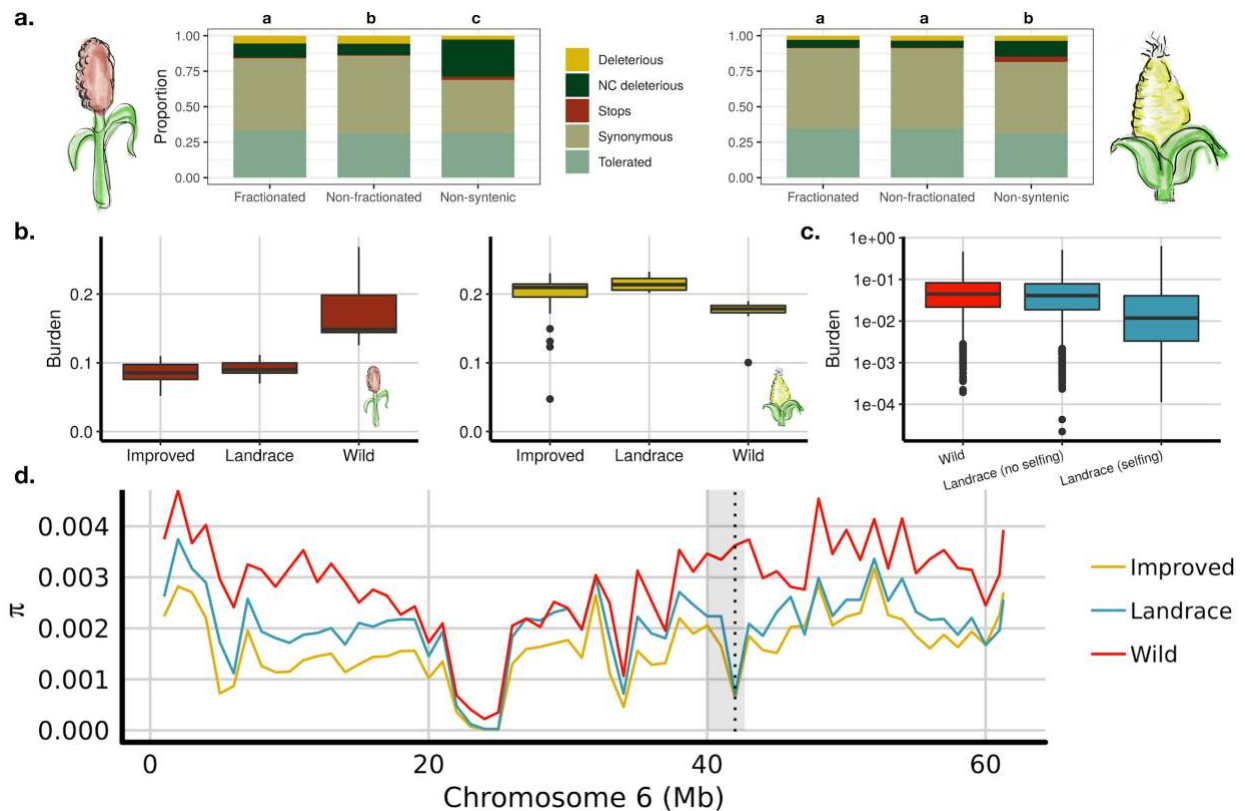 a.
a b c
Proportion
1.00
0.75
0.50
0.25
0.00
Fractionated Non-fractionated Non-syntenic
Deleterious
NC deleterious
Stops
Synonymous
Tolerated
a a b
1.00
0.75
0.50
0.25
0.00
Fractionated Non-fractionated Non-syntenic
b.
Burden
0.2
0.1
0.0
Improved Landrace Wild
0.2
0.1
0.0
Improved Landrace Wild
c.
Burden
1e+00
1e-01
1e-02
1e-03
1e-04
Wild
Landrace (no selfing)
Landrace (selfing)
d.
π
0.004
0.003
0.002
0.001
0.000
0 20 40 60
Chromosome 6 (Mb)
Improved
Landrace
Wild